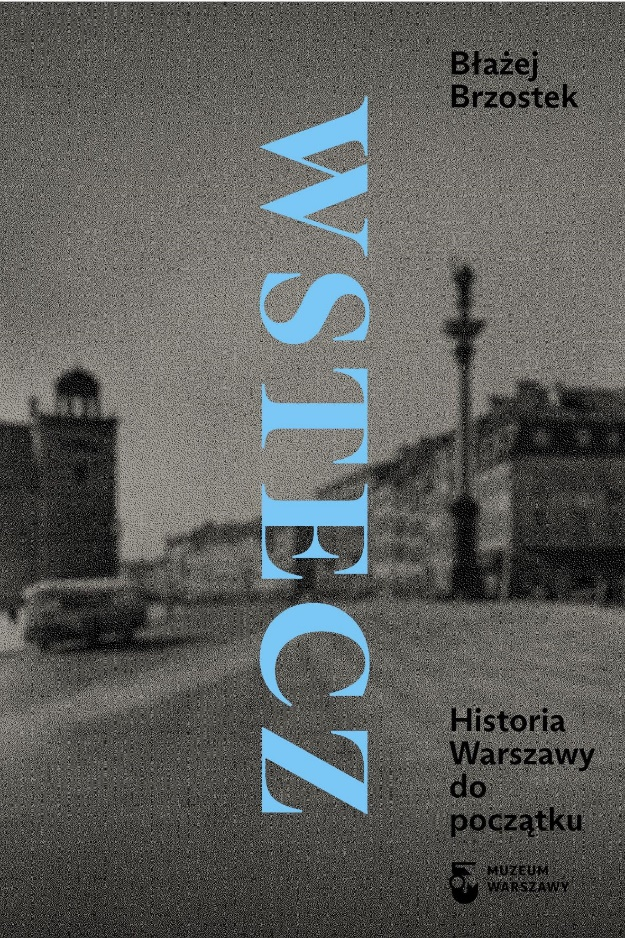 Błażej
Brzostek
WSTECZ
Historia
Warszawy
do
początku
MUZEUM
WARSZAWY